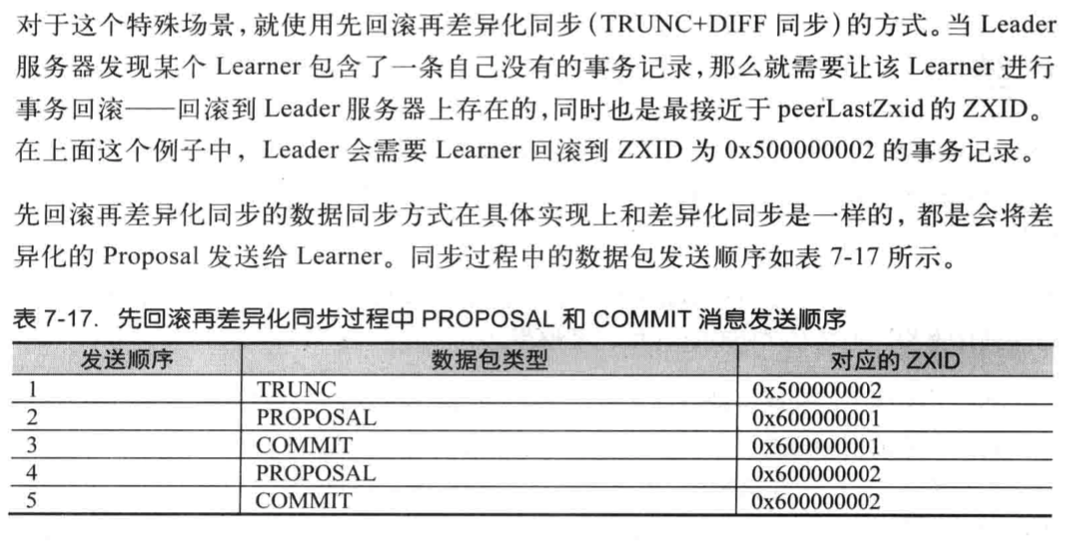 对于这个特殊场景，就使用先回滚再差异化同步（TRUNC+DIFF 同步）的方式。当 Leader
服务器发现某个 Learner 包含了一条自己没有的事务记录，那么就需要让该 Learner 进行
事务回滚——回滚到 Leader 服务器上存在的，同时也是最接近于 peerLastZxid 的 ZXID。
在上面这个例子中，Leader 会需要 Learner 回滚到 ZXID 为 0x500000002 的事务记录。
先回滚再差异化同步的数据同步方式在具体实现上和差异化同步是一样的，都是会将差
异化的 Proposal 发送给 Learner。同步过程中的数据包发送顺序如表 7-17 所示。
表 7-17. 先回滚再差异化同步过程中 PROPOSAL 和 COMMIT 消息发送顺序
发送顺序 数据包类型 对应的 ZXID
1 TRUNC 0x500000002
2 PROPOSAL 0x600000001
3 COMMIT 0x600000001
4 PROPOSAL 0x600000002
5 COMMIT 0x600000002